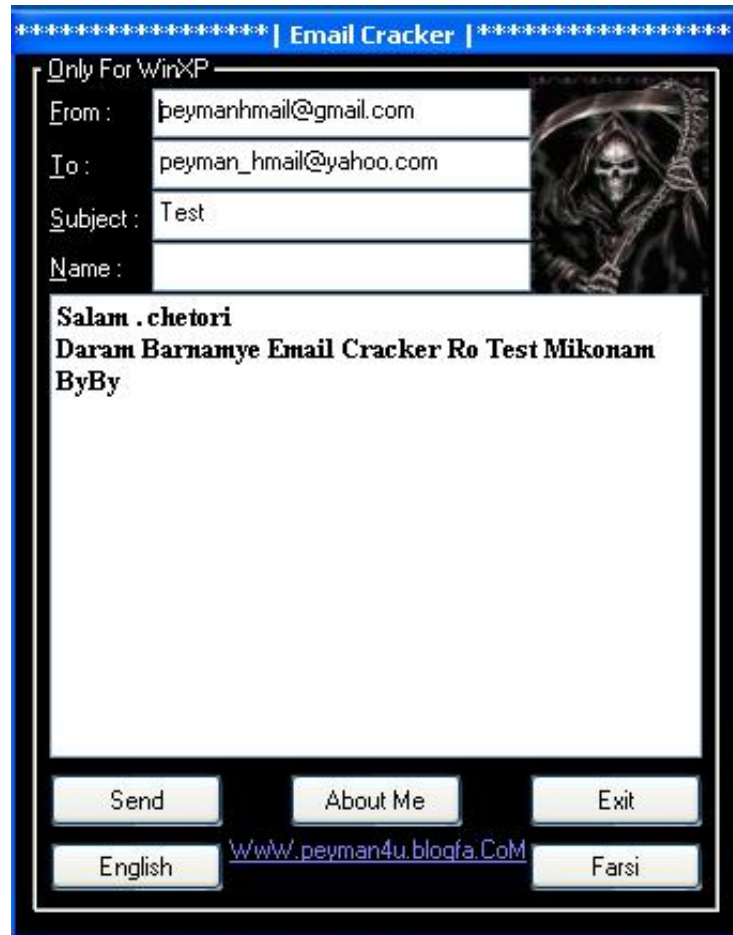 ********************| Email Cracker |********************
Only For WinXP
From : peymanhmail@gmail.com
To : peyman_hmail@yahoo.com
Subject : Test
Name :
Salam . chetori
Daram Barnamye Email Cracker Ro Test Mikonam
ByBy
Send About Me Exit
English WwW.peyman4u.blogfa.CoM Farsi